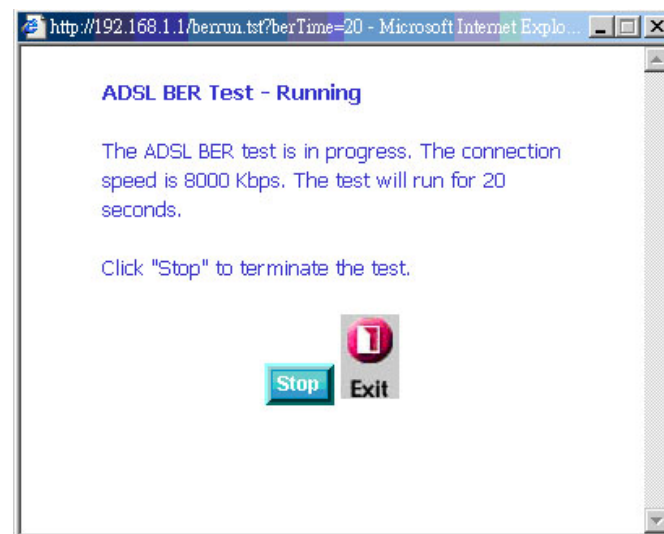 http://192.168.1.1/berrun.tst?berTime=20 - Microsoft Internet Explo...
ADSL BER Test - Running
The ADSL BER test is in progress. The connection
speed is 8000 Kbps. The test will run for 20
seconds.
Click "Stop" to terminate the test.
Stop
Exit